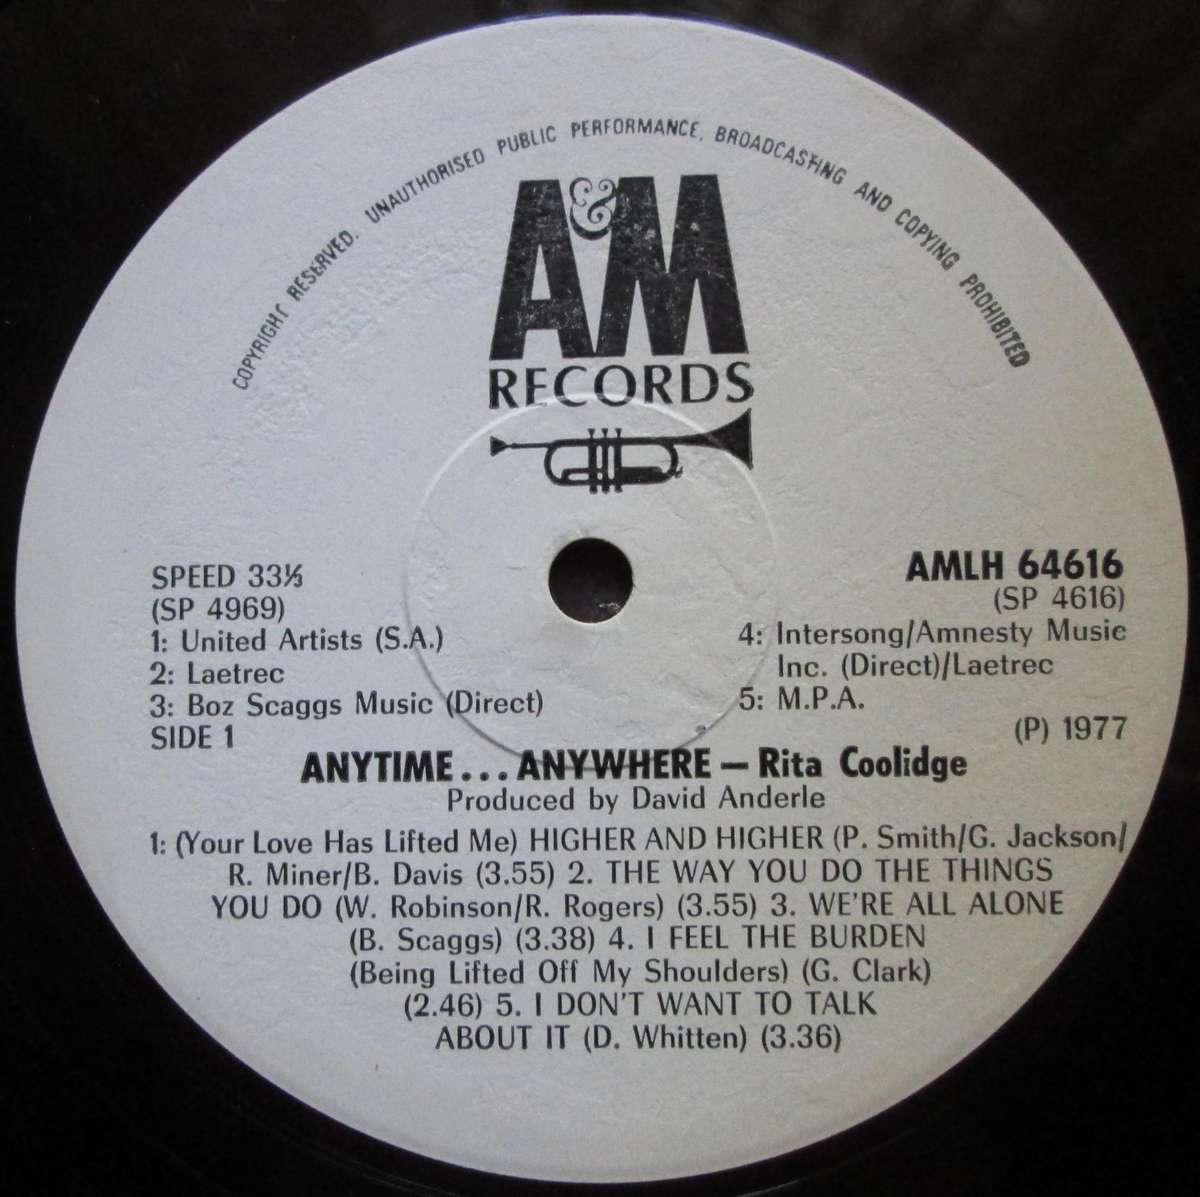 COPYRIGHT RESERVED. UNAUTHORISED PUBLIC PERFORMANCE, BROADCASTING AND COPYING PROHIBITED
A&M
RECORDS
SPEED 33⅓
(SP 4969)
1: United Artists (S.A.)
2: Laetrec
3: Boz Scaggs Music (Direct)
SIDE 1
AMLH 64616
(SP 4616)
4: Intersong/Amnesty Music
Inc. (Direct)/Laetrec
5: M.P.A.
(P) 1977
ANYTIME... ANYWHERE — Rita Coolidge
Produced by David Anderle
1: (Your Love Has Lifted Me) HIGHER AND HIGHER (P. Smith/G. Jackson/
R. Miner/B. Davis (3.55) 2. THE WAY YOU DO THE THINGS
YOU DO (W. Robinson/R. Rogers) (3.55) 3. WE'RE ALL ALONE
(B. Scaggs) (3.38) 4. I FEEL THE BURDEN
(Being Lifted Off My Shoulders) (G. Clark)
(2.46) 5. I DON'T WANT TO TALK
ABOUT IT (D. Whitten) (3.36)